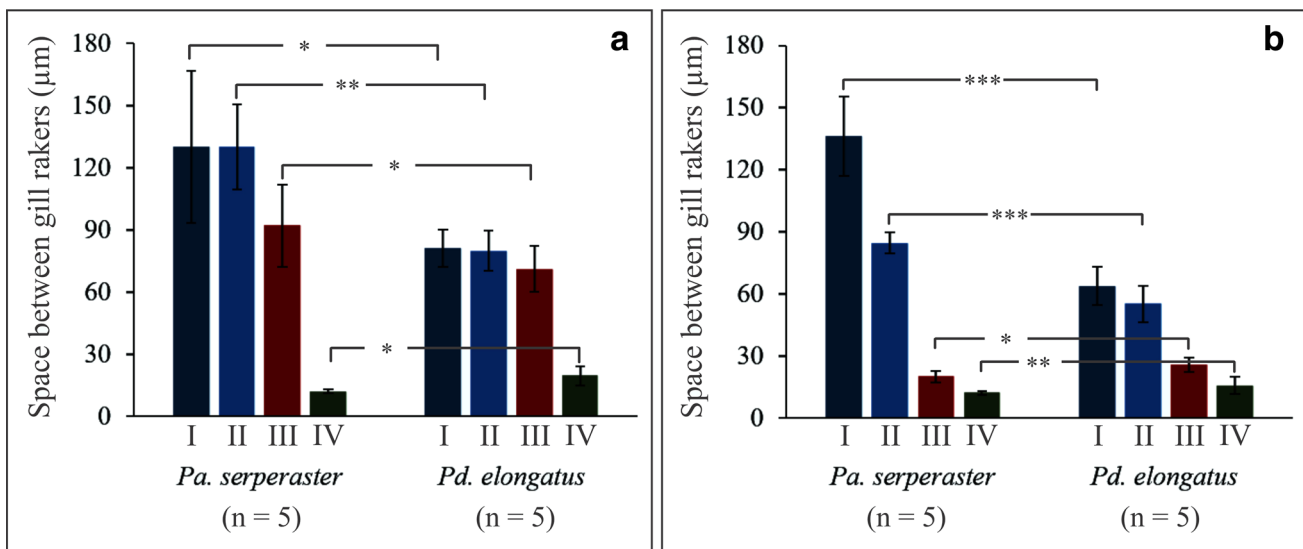 a
Space between gill rakers (µm)
180
150
120
90
60
30
0
*
**
*
*
I II III IV I II III IV
Pa. serperaster Pd. elongatus
(n = 5) (n = 5)
b
Space between gill rakers (µm)
180
150
120
90
60
30
0
***
***
*
**
I II III IV I II III IV
Pa. serperaster Pd. elongatus
(n = 5) (n = 5)